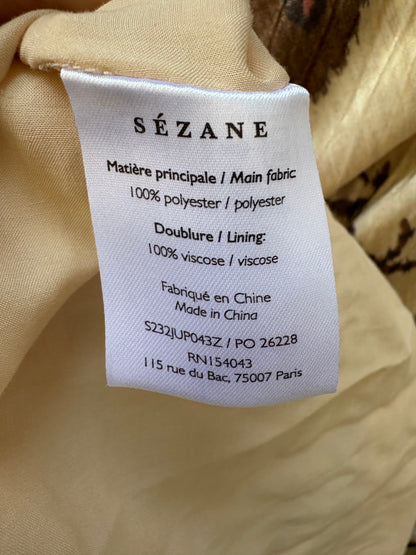 SÉZANE
Matière principale / Main fabric
100% polyester / polyester
Doublure / Lining:
100% viscose / viscose
Fabriqué en Chine
Made in China
S232JUP043Z / PO 26228
RN154043
115 rue du Bac, 75007 Paris